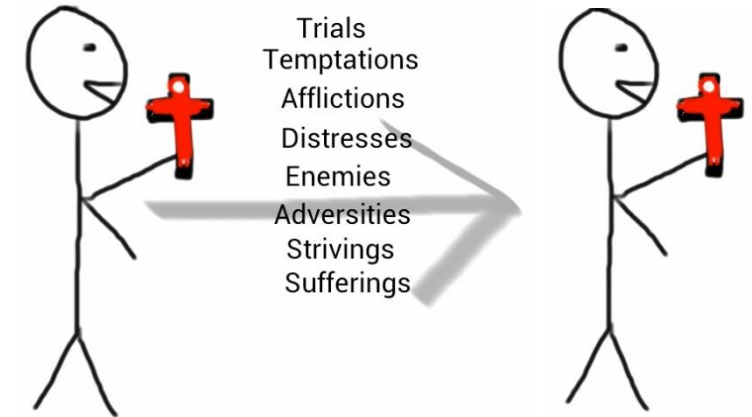 Trials
Temptations
Afflictions
Distresses
Enemies
Adversities
Strivings
Sufferings